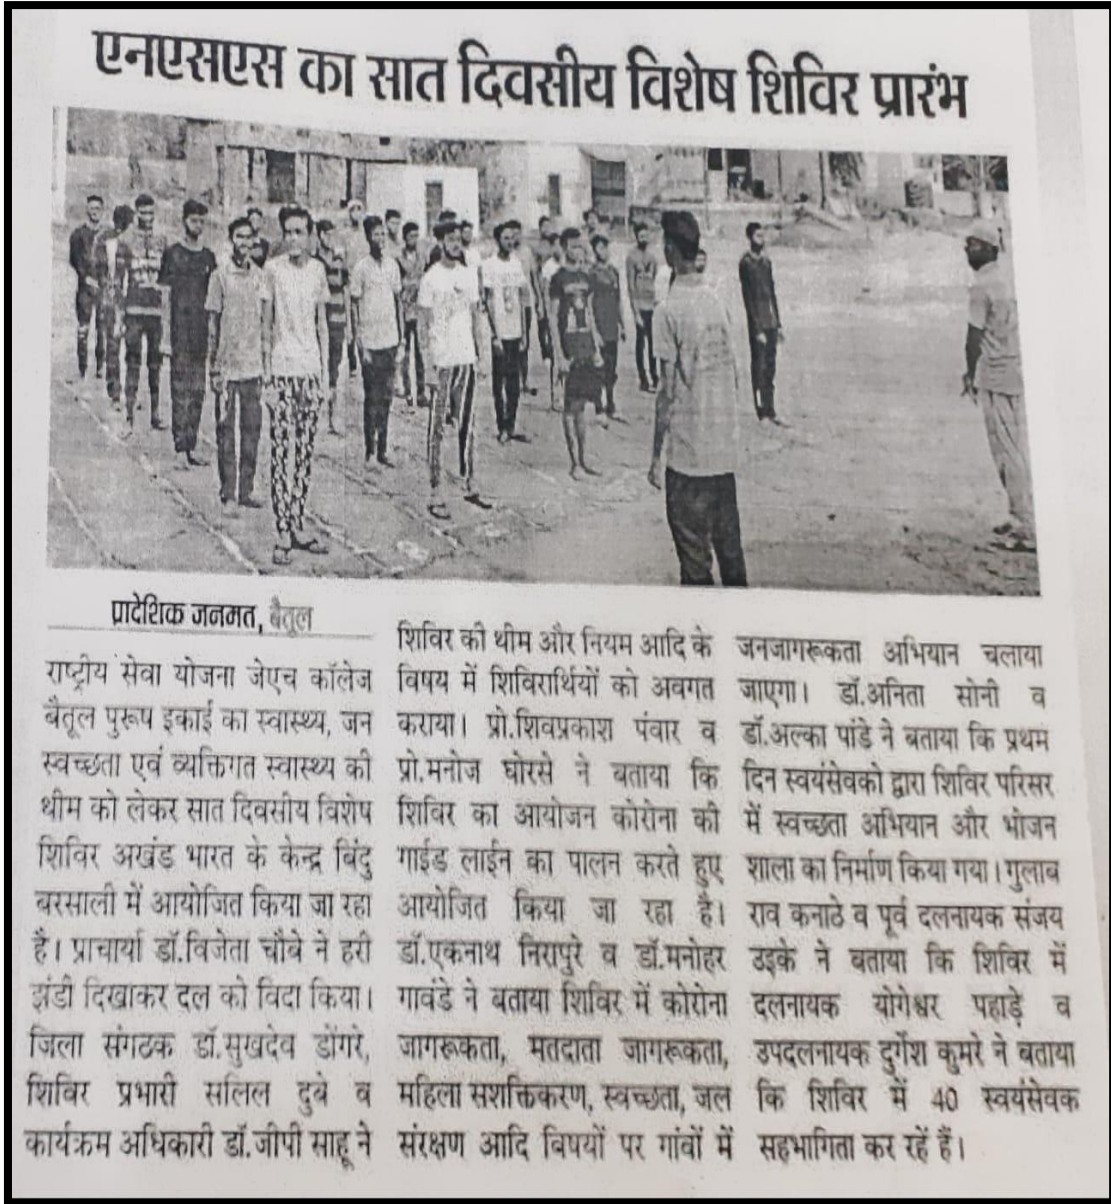 एनएसएस का सात दिवसीय विशेष शिविर प्रारंभ
प्रादेशिक जनमत, बैतूल
राष्ट्रीय सेवा योजना जेएच कॉलेज
बैतूल पुरूष इकाई का स्वास्थ्य, जन
स्वच्छता एवं व्यक्तिगत स्वास्थ्य की
थीम को लेकर सात दिवसीय विशेष
शिविर अखंड भारत के केन्द्र बिंदु
बरसाली में आयोजित किया जा रहा
है। प्राचार्या डॉ.विजेता चौबे ने हरी
झंडी दिखाकर दल को विदा किया।
जिला संगठक डॉ.सुखदेव डोंगरे,
शिविर प्रभारी सलिल दुबे व
कार्यक्रम अधिकारी डॉ.जीपी साहू ने
शिविर की थीम और नियम आदि के
विषय में शिविरार्थियों को अवगत
कराया। प्रो.शिवप्रकाश पंवार व
प्रो.मनोज घोरसे ने बताया कि
शिविर का आयोजन कोरोना की
गाईड लाईन का पालन करते हुए
आयोजित किया जा रहा है।
डॉ.एकनाथ निरापुरे व डॉ.मनोहर
गावंडे ने बताया शिविर में कोरोना
जागरूकता, मतदाता जागरूकता,
महिला सशक्तिकरण, स्वच्छता, जल
संरक्षण आदि विषयों पर गांवों में
जनजागरूकता अभियान चलाया
जाएगा। डॉ.अनिता सोनी व
डॉ.अल्का पांडे ने बताया कि प्रथम
दिन स्वयंसेवको द्वारा शिविर परिसर
में स्वच्छता अभियान और भोजन
शाला का निर्माण किया गया। गुलाब
राव कनाठे व पूर्व दलनायक संजय
उइके ने बताया कि शिविर में
दलनायक योगेश्वर पहाड़े व
उपदलनायक दुर्गेश कुमरे ने बताया
कि शिविर में 40 स्वयंसेवक
सहभागिता कर रहें हैं।